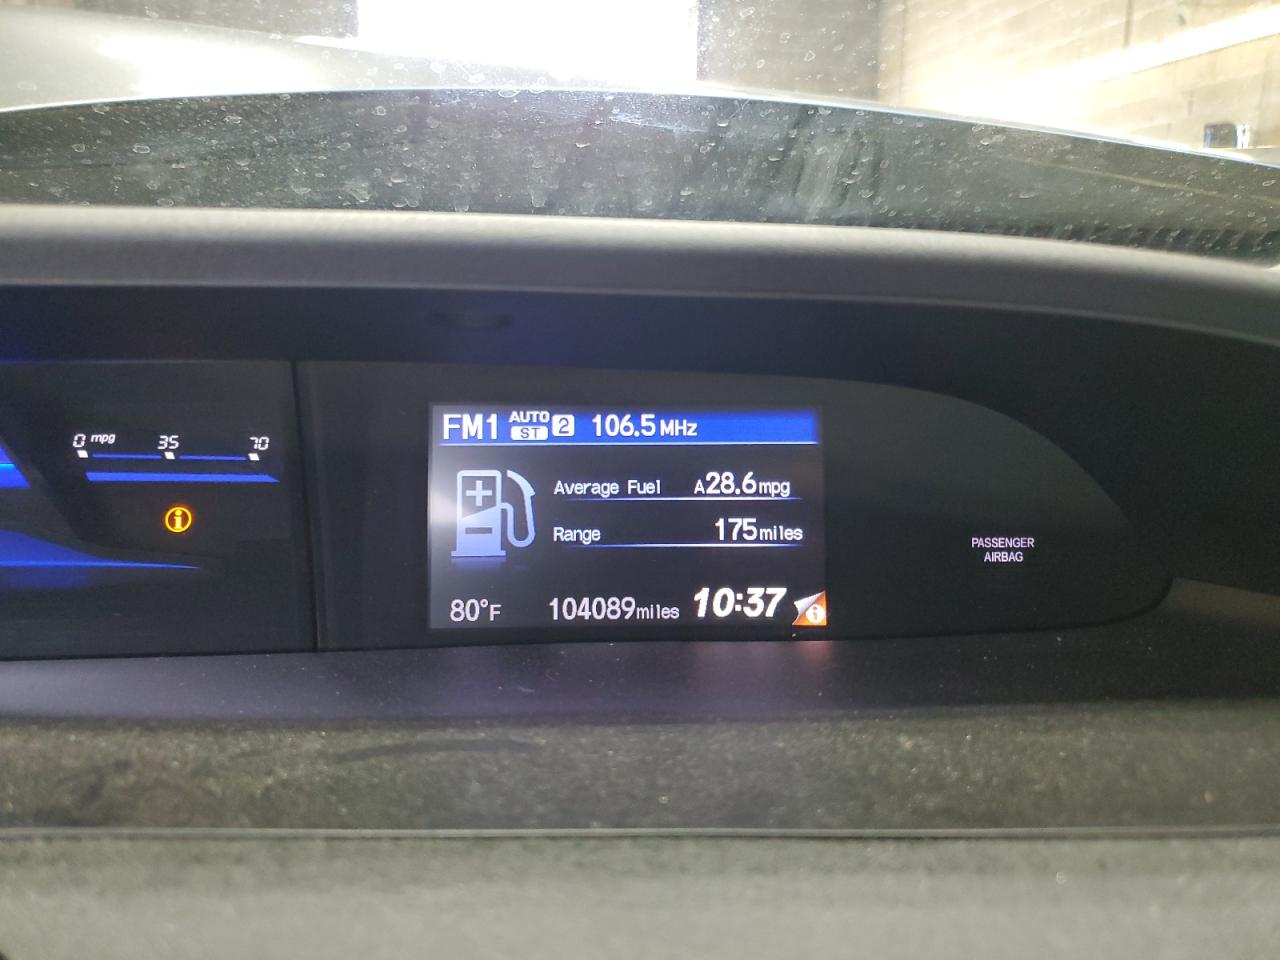 0 mpg 35 70
FM1 AUTO ST 2 106.5 MHz
Average Fuel A28.6mpg
Range 175miles
80°F 104089miles 10:37
PASSENGER
AIRBAG